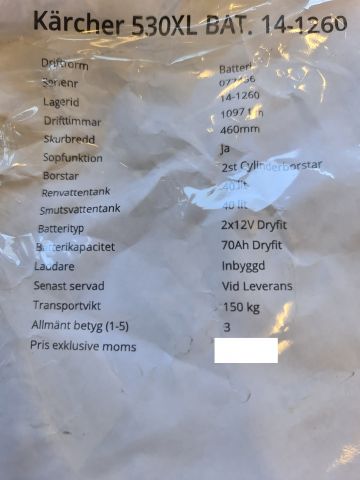 Kärcher 530XL BAT. 14-1260
Driftform Batteri
Serienr
Lagerid 14-1260
Drifttimmar 1097 h
Skurbredd 460mm
Sopfunktion Ja
Borstar 2st Cylinderborstar
Renvattentank 40 lit
Smutsvattentank 40 lit
Batterityp 2x12V Dryfit
Batterikapacitet 70Ah Dryfit
Laddare Inbyggd
Senast servad Vid Leverans
Transportvikt 150 kg
Allmänt betyg (1-5) 3
Pris exklusive moms